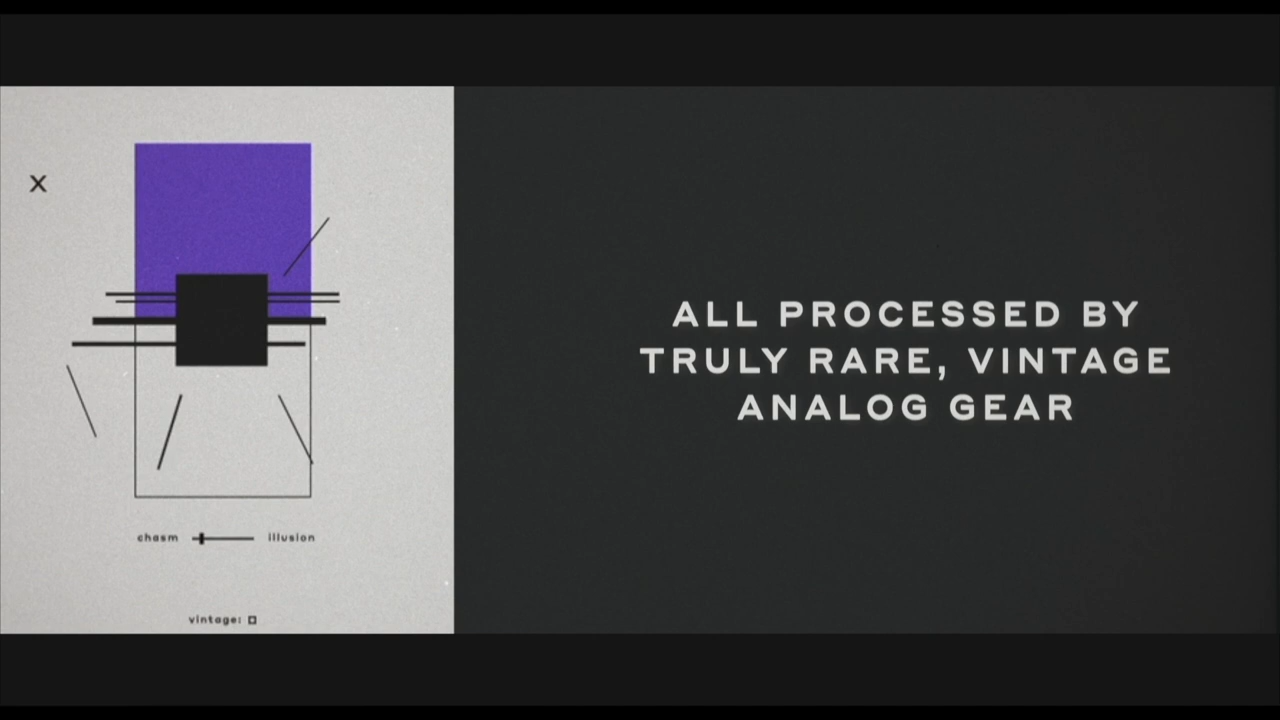 X
chasm illusion
vintage:
ALL PROCESSED BY
TRULY RARE, VINTAGE
ANALOG GEAR